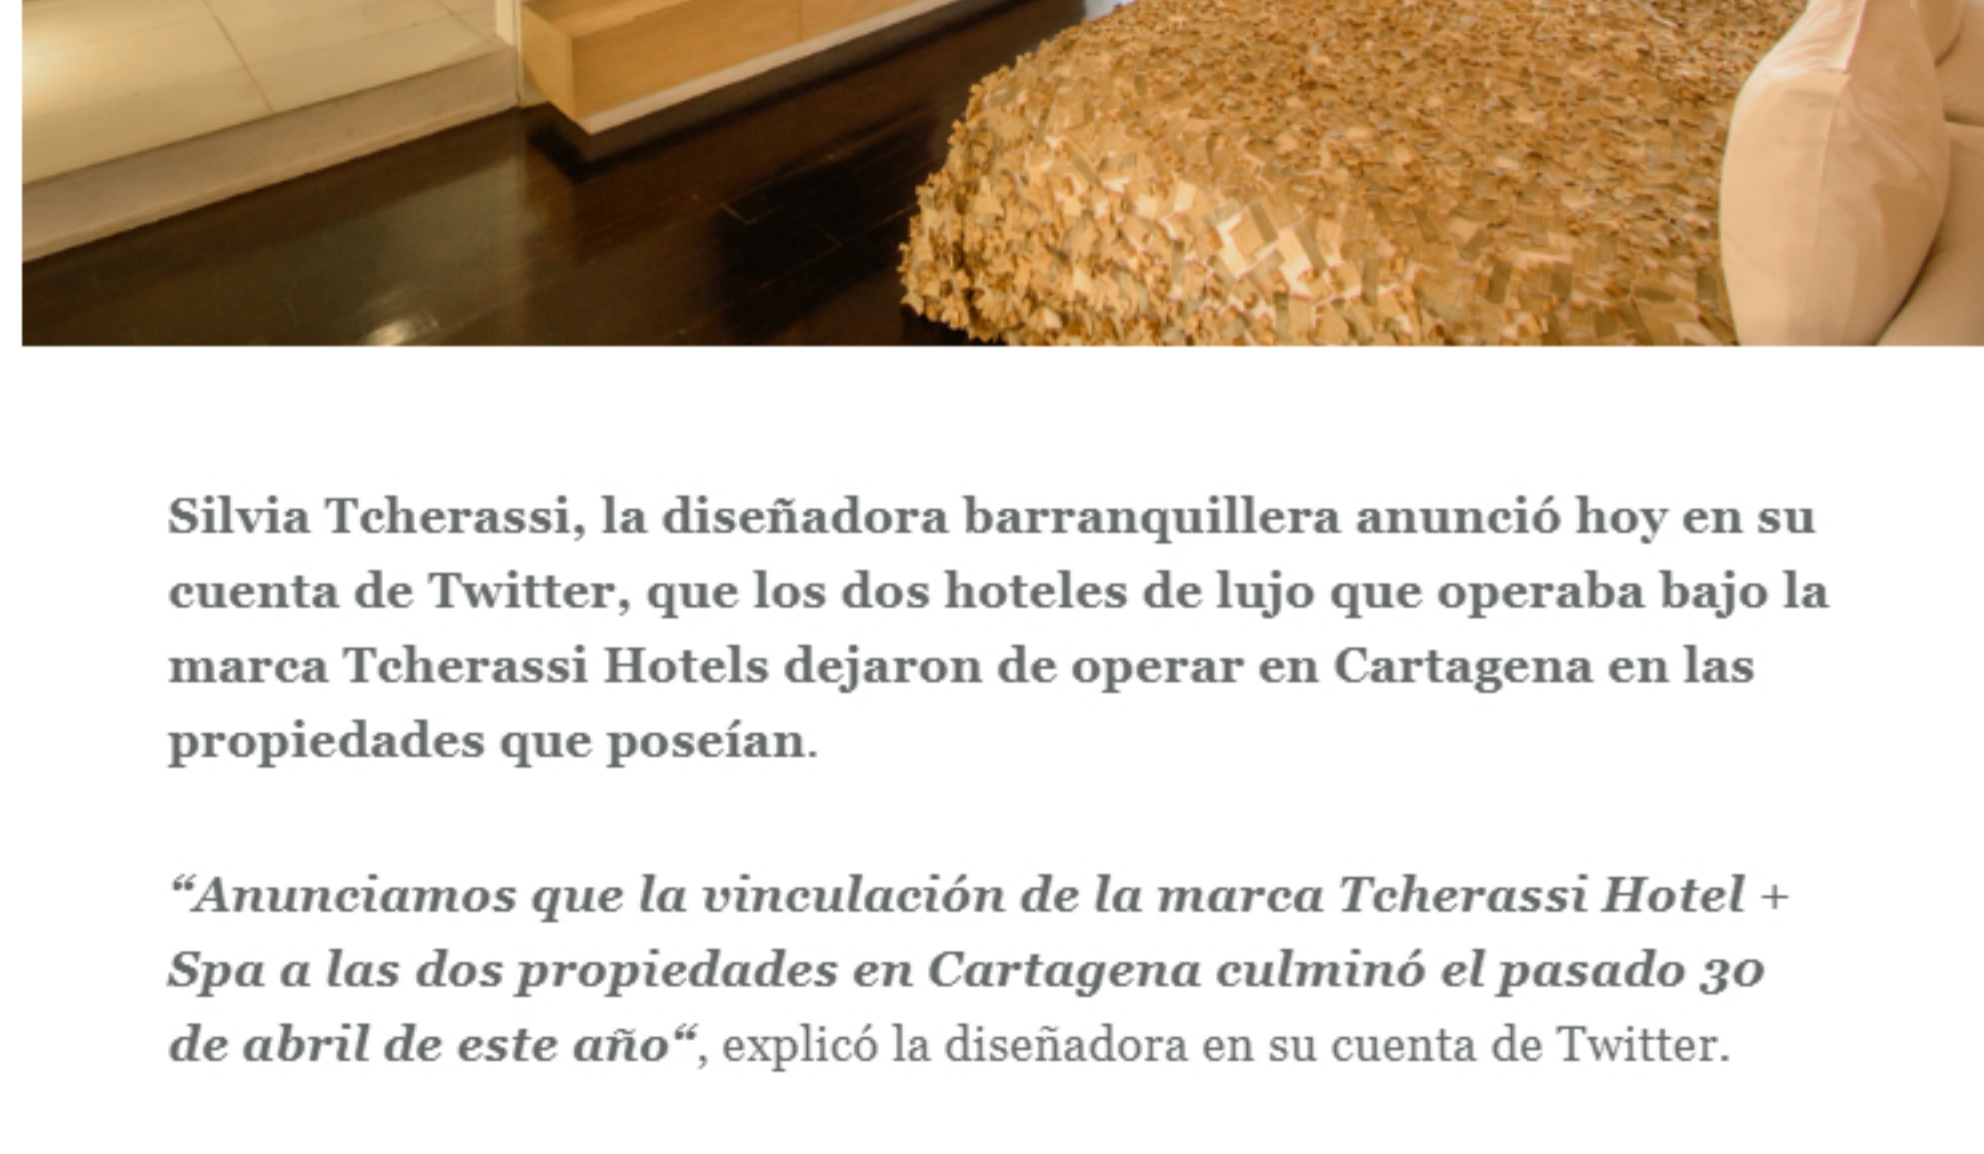 Silvia Tcherassi, la diseñadora barranquillera anunció hoy en su
cuenta de Twitter, que los dos hoteles de lujo que operaba bajo la
marca Tcherassi Hotels dejaron de operar en Cartagena en las
propiedades que poseían.
“Anunciamos que la vinculación de la marca Tcherassi Hotel +
Spa a las dos propiedades en Cartagena culminó el pasado 30
de abril de este año“, explicó la diseñadora en su cuenta de Twitter.